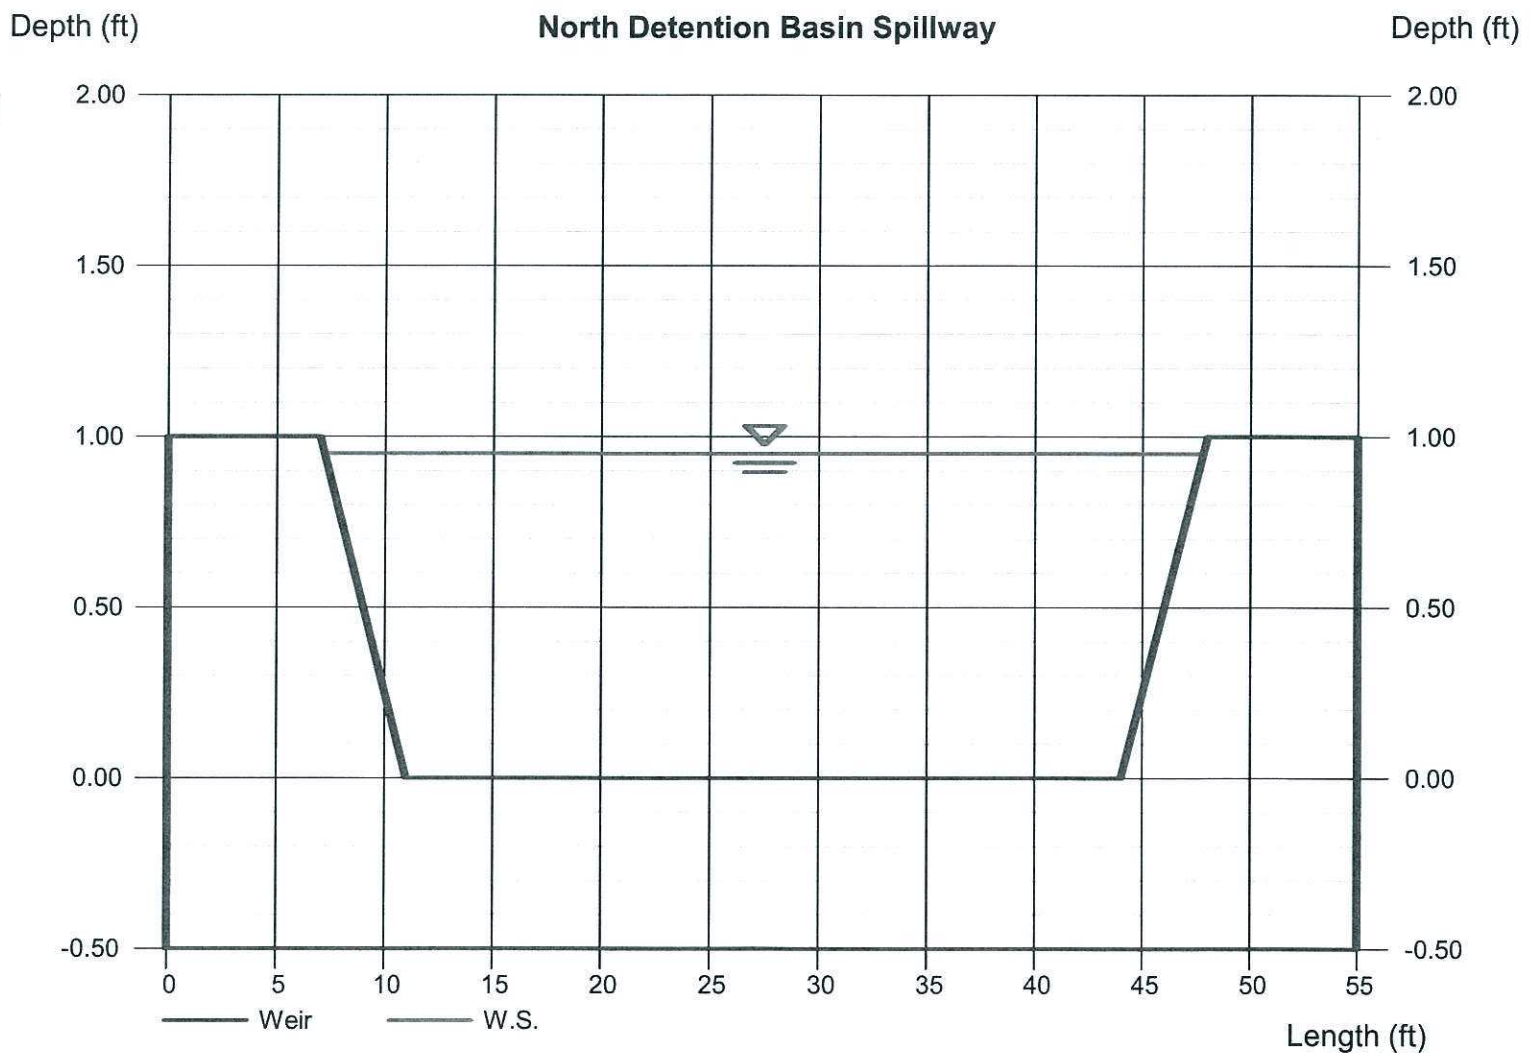 Depth (ft) North Detention Basin Spillway Depth (ft)
2.00 2.00
1.50 1.50
1.00 1.00
0.50 0.50
0.00 0.00
-0.50 -0.50
0 5 10 15 20 25 30 35 40 45 50 55
Weir W.S.
Length (ft)